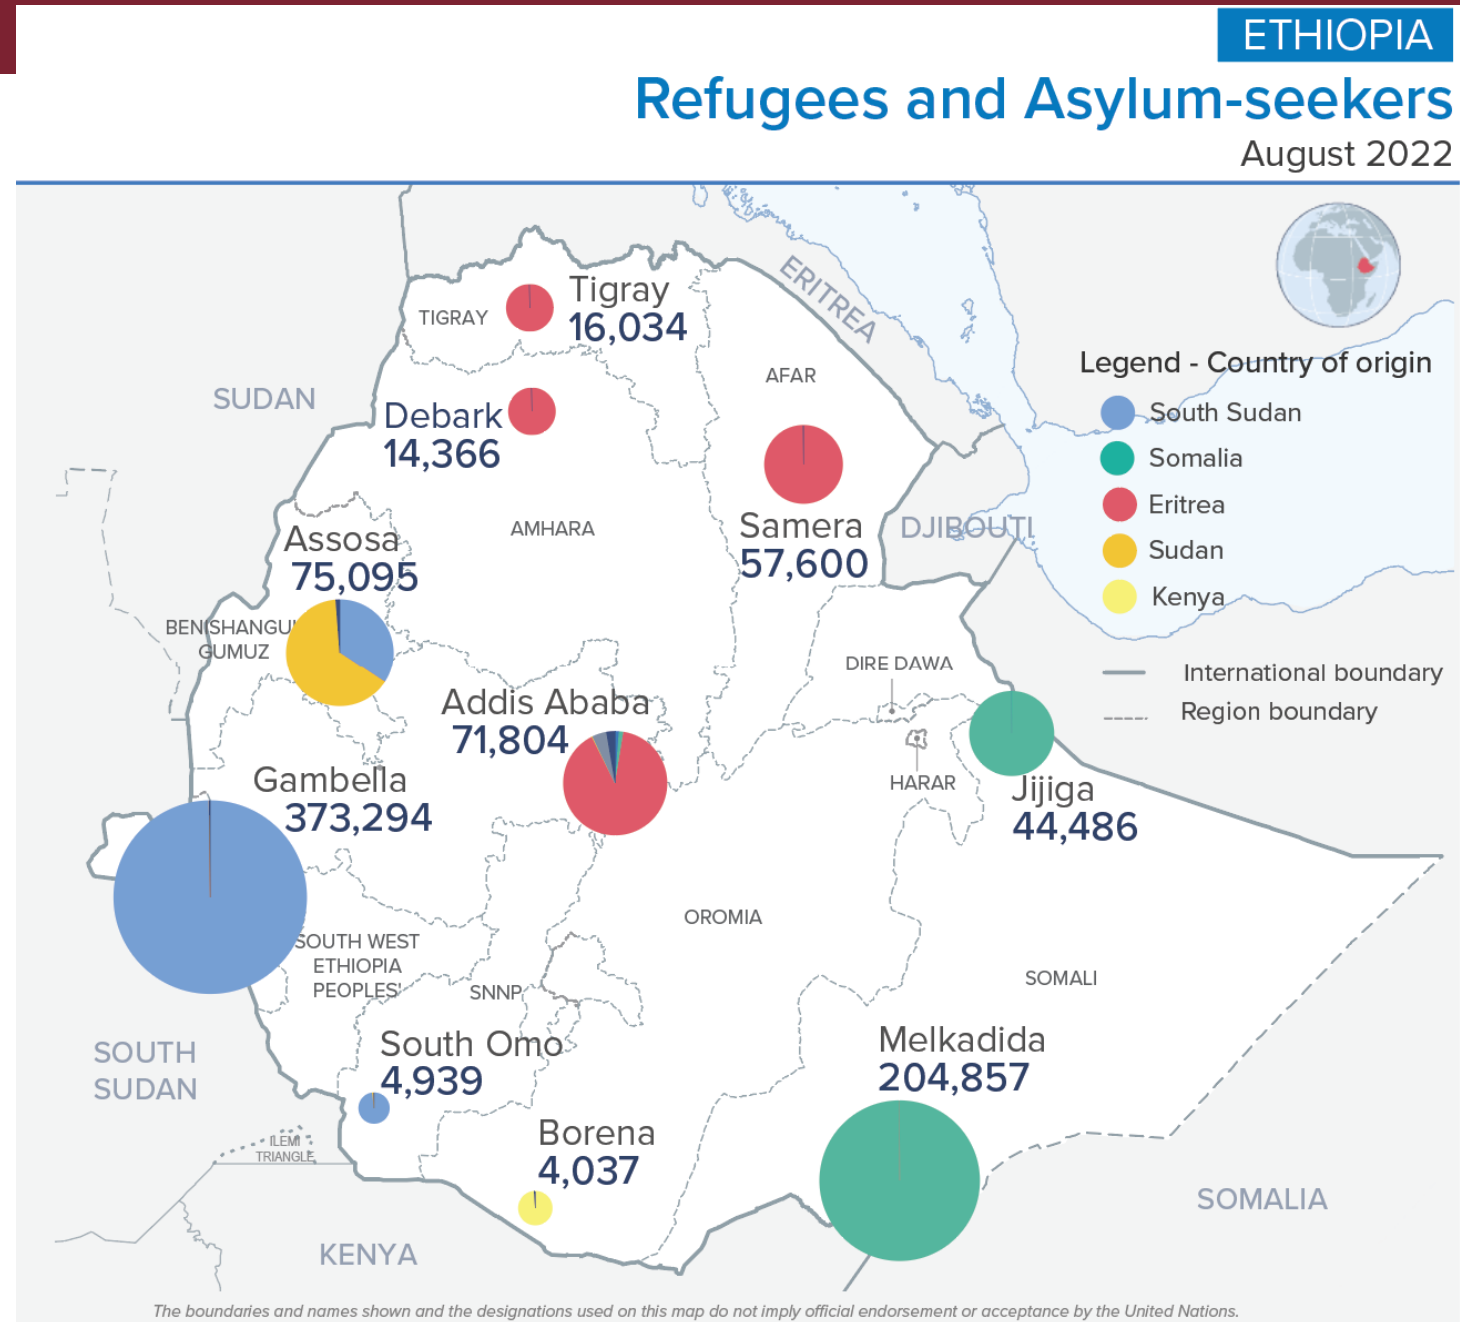 ETHIOPIA
Refugees and Asylum-seekers
August 2022
ERITREA
Tigray
TIGRAY
16,034
AFAR
SUDAN
Debark
14,366
Legend - Country of origin
South Sudan
Somalia
Eritrea
Sudan
Kenya
International boundary
Region boundary
AMHARA
Samera
57,600
DJIBOUTI
Assosa
75,095
BENISHANGU
GUMUZ
DIRE DAWA
Addis Ababa
71,804
HARAR
Jijiga
44,486
Gambella
373,294
OROMIA
SOUTH WEST
ETHIOPIA
PEOPLES'
SNNP
SOMALI
South Omo
4,939
Melkadida
204,857
SOUTH
SUDAN
ILEMI
TRIANGLE
Borena
4,037
SOMALIA
KENYA
The boundaries and names shown and the designations used on this map do not imply official endorsement or acceptance by the United Nations.